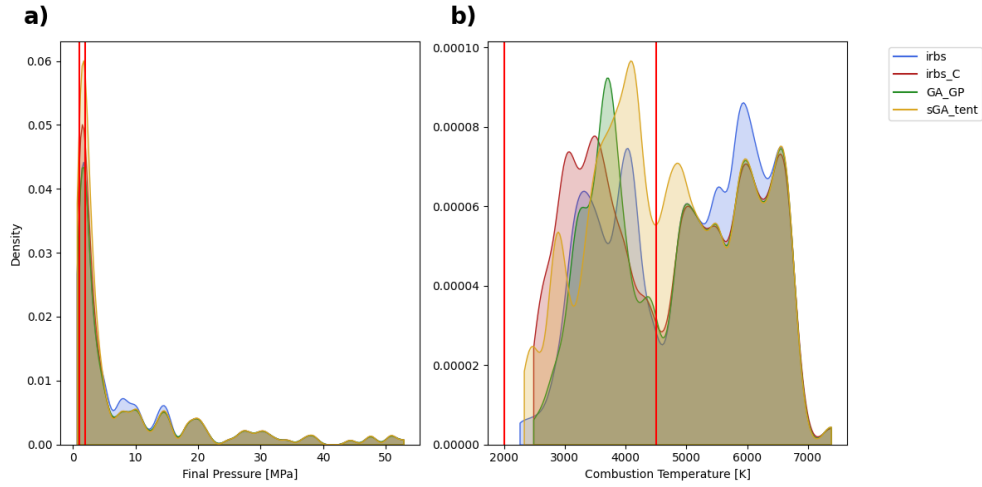 a)
b)
0.06
0.05
0.04
0.03
0.02
0.01
0.00
Density
0
10
20
30
40
50
Final Pressure [MPa]
0.00010
0.00008
0.00006
0.00004
0.00002
0.00000
2000
3000
4000
5000
6000
7000
Combustion Temperature [K]
irbs
irbs_C
GA_GP
sGA_tent